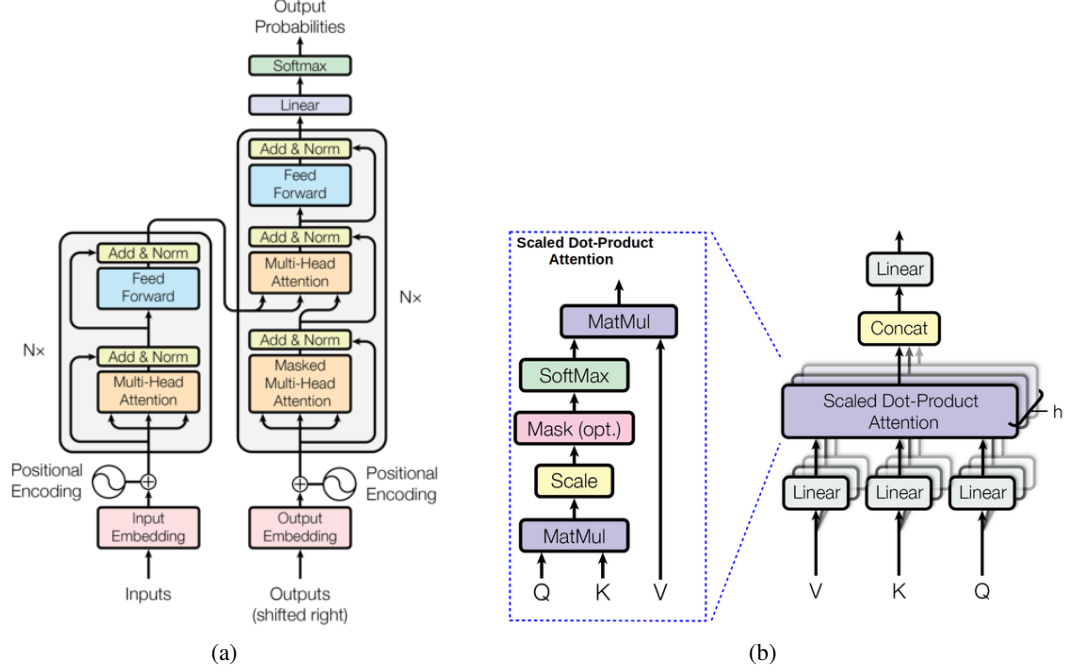 Output
Probabilities
Softmax
Linear
Add & Norm
Feed
Forward
Add & Norm
Multi-Head
Attention
Add & Norm
Masked
Multi-Head
Attention
N×
Positional
Encoding
Output
Embedding
Outputs
(shifted right)
Add & Norm
Feed
Forward
Add & Norm
Multi-Head
Attention
N×
Positional
Encoding
Input
Embedding
Inputs
(a)
Scaled Dot-Product
Attention
MatMul
SoftMax
Mask (opt.)
Scale
MatMul
Q K V
Linear
Concat
Scaled Dot-Product
Attention
h
Linear Linear Linear
V K Q
(b)